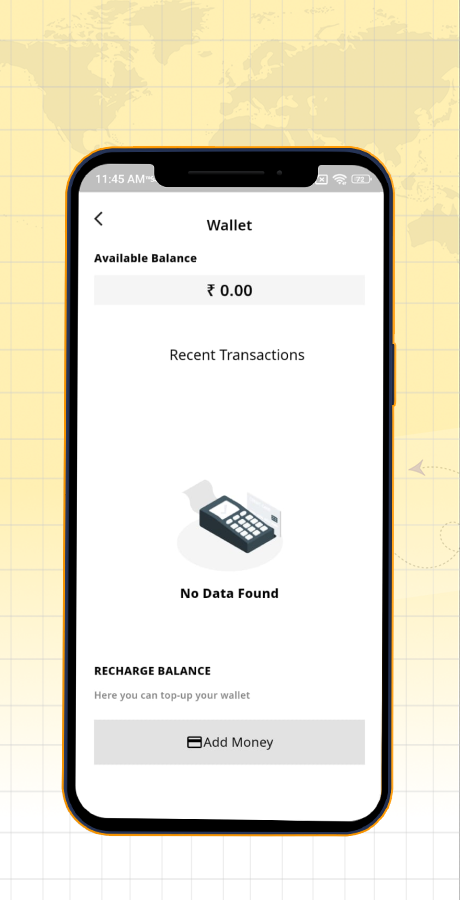 11:45 AM
Wallet
Available Balance
₹ 0.00
Recent Transactions
No Data Found
RECHARGE BALANCE
Here you can top-up your wallet
Add Money